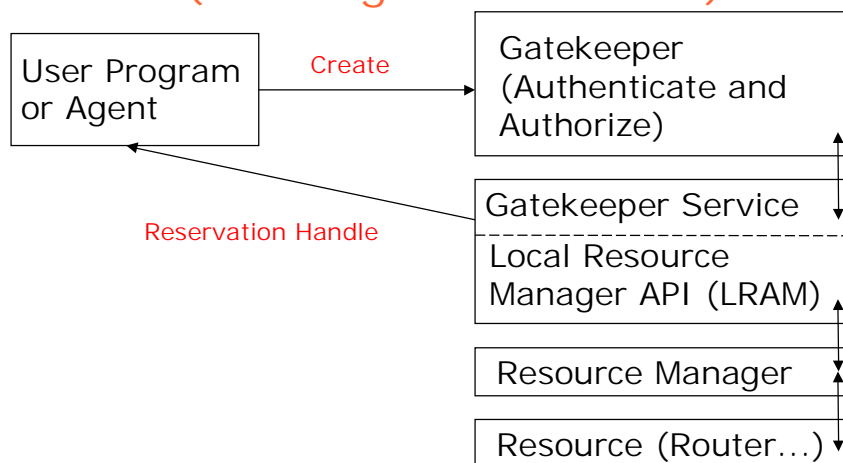 User Program
or Agent
Create
Gatekeeper
(Authenticate and
Authorize)
Gatekeeper Service
Reservation Handle
Local Resource
Manager API (LRAM)
Resource Manager
Resource (Router...)